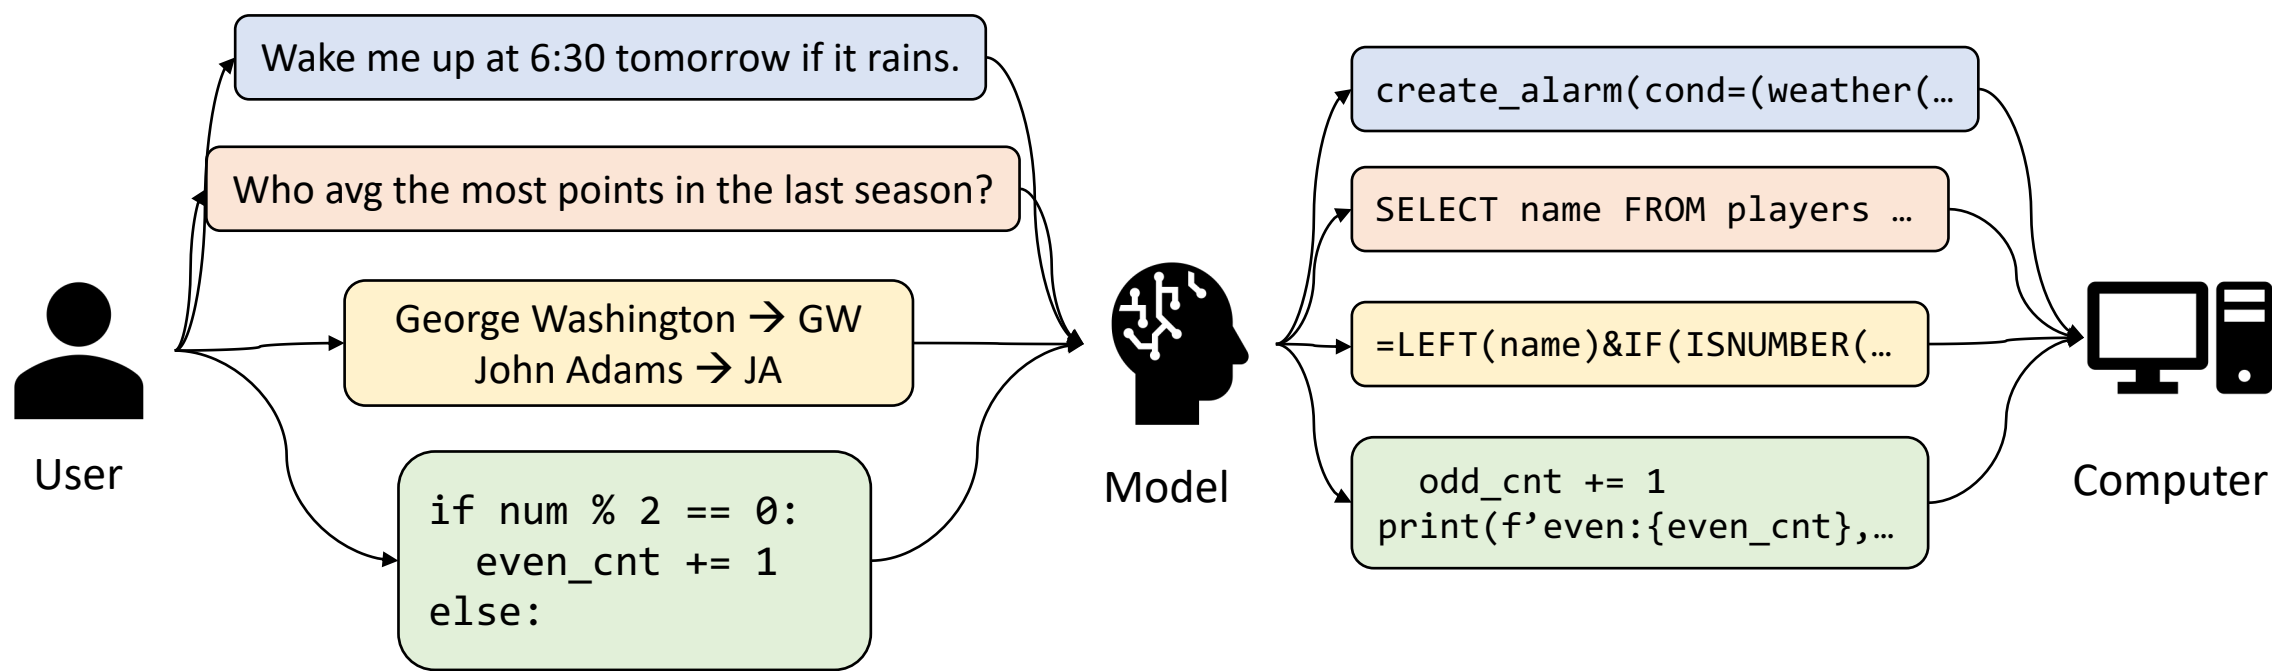 Wake me up at 6:30 tomorrow if it rains.
Who avg the most points in the last season?
George Washington → GW
John Adams → JA
if num % 2 == 0:
  even_cnt += 1
else:
User
Model
create_alarm(cond=(weather(…
SELECT name FROM players …
=LEFT(name)&IF(ISNUMBER(…
  odd_cnt += 1
print(f’even:{even_cnt},…
Computer